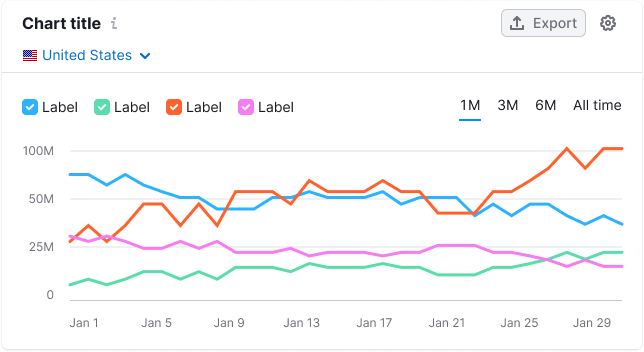 Chart title
Export
United States
Label Label Label Label
1M 3M 6M All time
100M
50M
25M
0
Jan 1 Jan 5 Jan 9 Jan 13 Jan 17 Jan 21 Jan 25 Jan 29